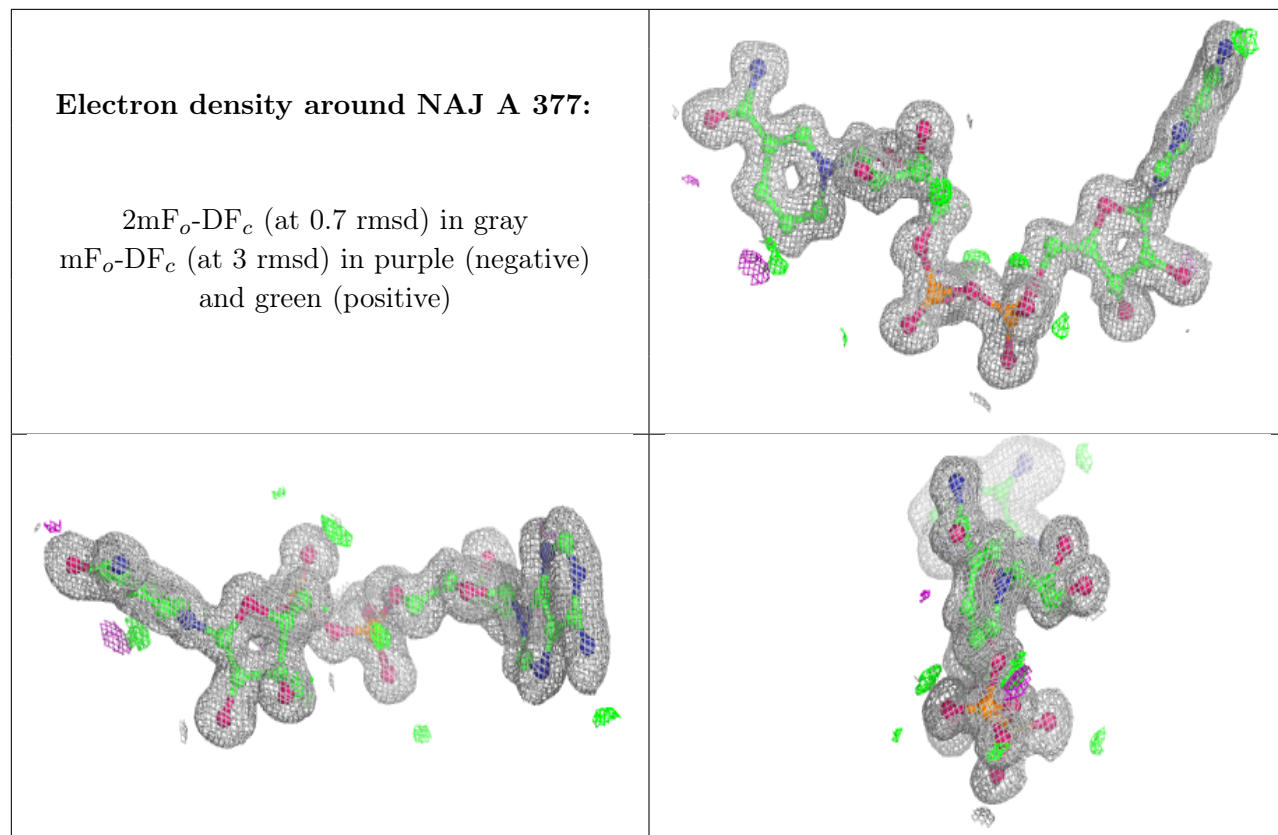 Electron density around NAJ A 377:
2mFₒ-DF𝒸 (at 0.7 rmsd) in gray
mFₒ-DF𝒸 (at 3 rmsd) in purple (negative)
and green (positive)